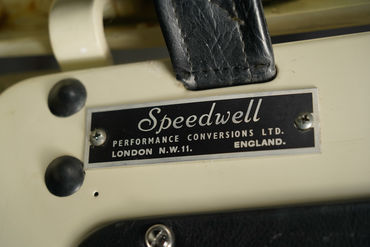 Speedwell
PERFORMANCE CONVERSIONS LTD.
LONDON N.W.11. ENGLAND.